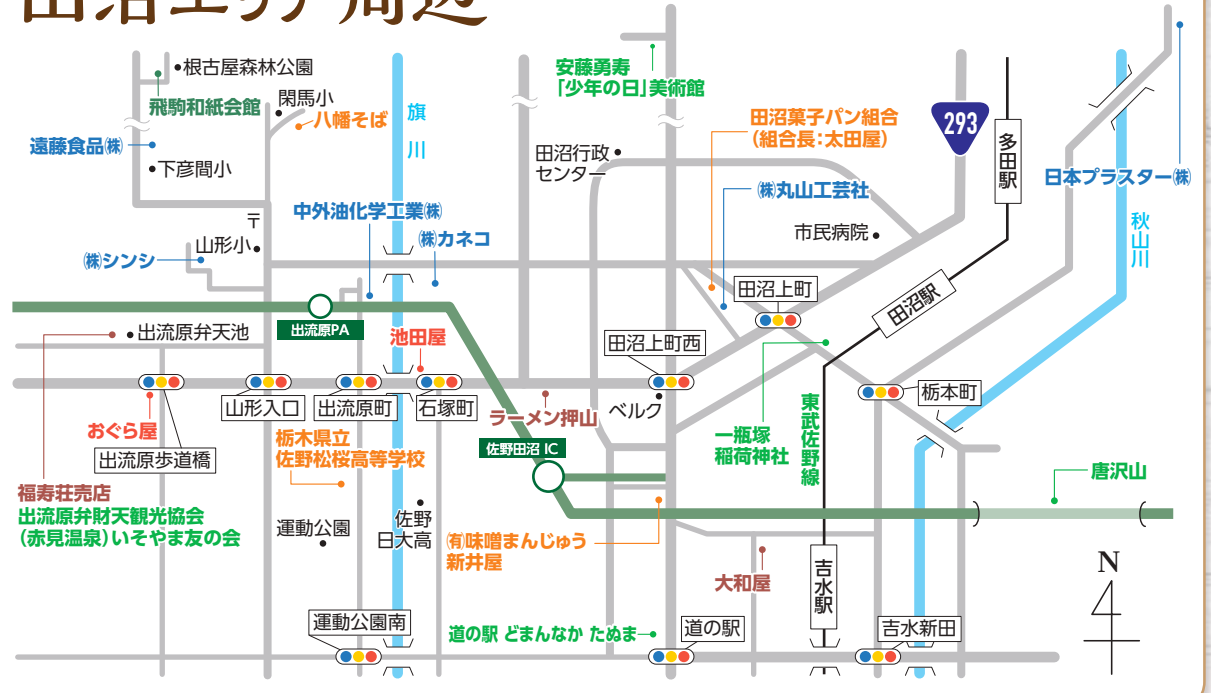 田沼エリア周辺
根古屋森林公園
飛駒和紙会館
閑馬小
八幡そば
旗川
遠藤食品㈱
下彦間小
〒
山形小
㈱シンシ
中外油化学工業㈱
㈱カネコ
安藤勇寿
「少年の日」美術館
田沼行政
センター
田沼菓子パン組合
(組合長:太田屋)
㈱丸山工芸社
市民病院
293
多田駅
日本プラスター㈱
秋山川
田沼上町
田沼駅
出流原PA
出流原弁天池
池田屋
田沼上町西
山形入口
出流原町
石塚町
ラーメン押山
ベルク
栃本町
おぐら屋
出流原歩道橋
栃木県立
佐野松桜高等学校
佐野田沼 IC
一瓶塚
稲荷神社
東武佐野線
唐沢山
福寿荘売店
出流原弁財天観光協会
(赤見温泉)いそやま友の会
運動公園
佐野
日大高
㈲味噌まんじゅう
新井屋
大和屋
吉水駅
N
運動公園南
道の駅 どまんなか たぬま
道の駅
吉水新田